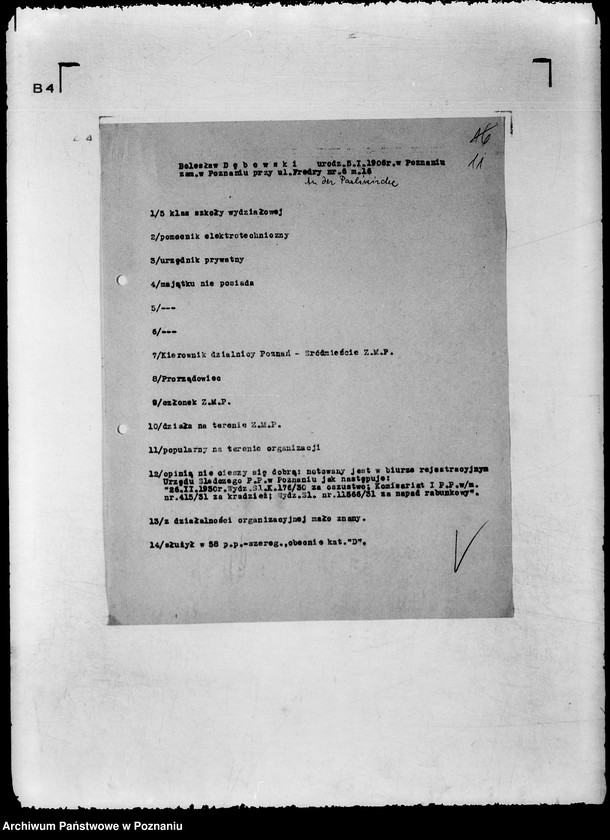 B4
46
11
Bolesław D ę b o w s k i urodz.5.I.1906r.w Poznaniu
zam.w Poznaniu przy ul.Fredry nr.6 m.16
An der Paulikirche
1/5 klas szkoły wydziałowej
2/pomocnik elektrotechniczny
3/urzędnik prywatny
4/majątku nie posiada
5/---
6/---
7/Kierownik dzielnicy Poznań - Śródmieście Z.M.P.
8/Prorządowiec
9/członek Z.M.P.
10/działa na terenie Z.M.P.
11/popularny na terenie organizacji
12/opinią nie cieszy się dobrą: notowany jest w biurze rejestracyjnym
Urzędu Śladczego P.P.w Poznaniu jak następuje:
"26.II.1930r.Wydz.Śl.K.176/30 za oszustwo; Komisariat I P.P.w/m.
nr.415/31 za kradzież; Wydz.Śl. nr.11566/31 za napad rabunkowy".
13/z działalności organizacyjnej mało znany.
14/służył w 58 p.p.-szereg.,obecnie kat."D".
Archiwum Państwowe w Poznaniu